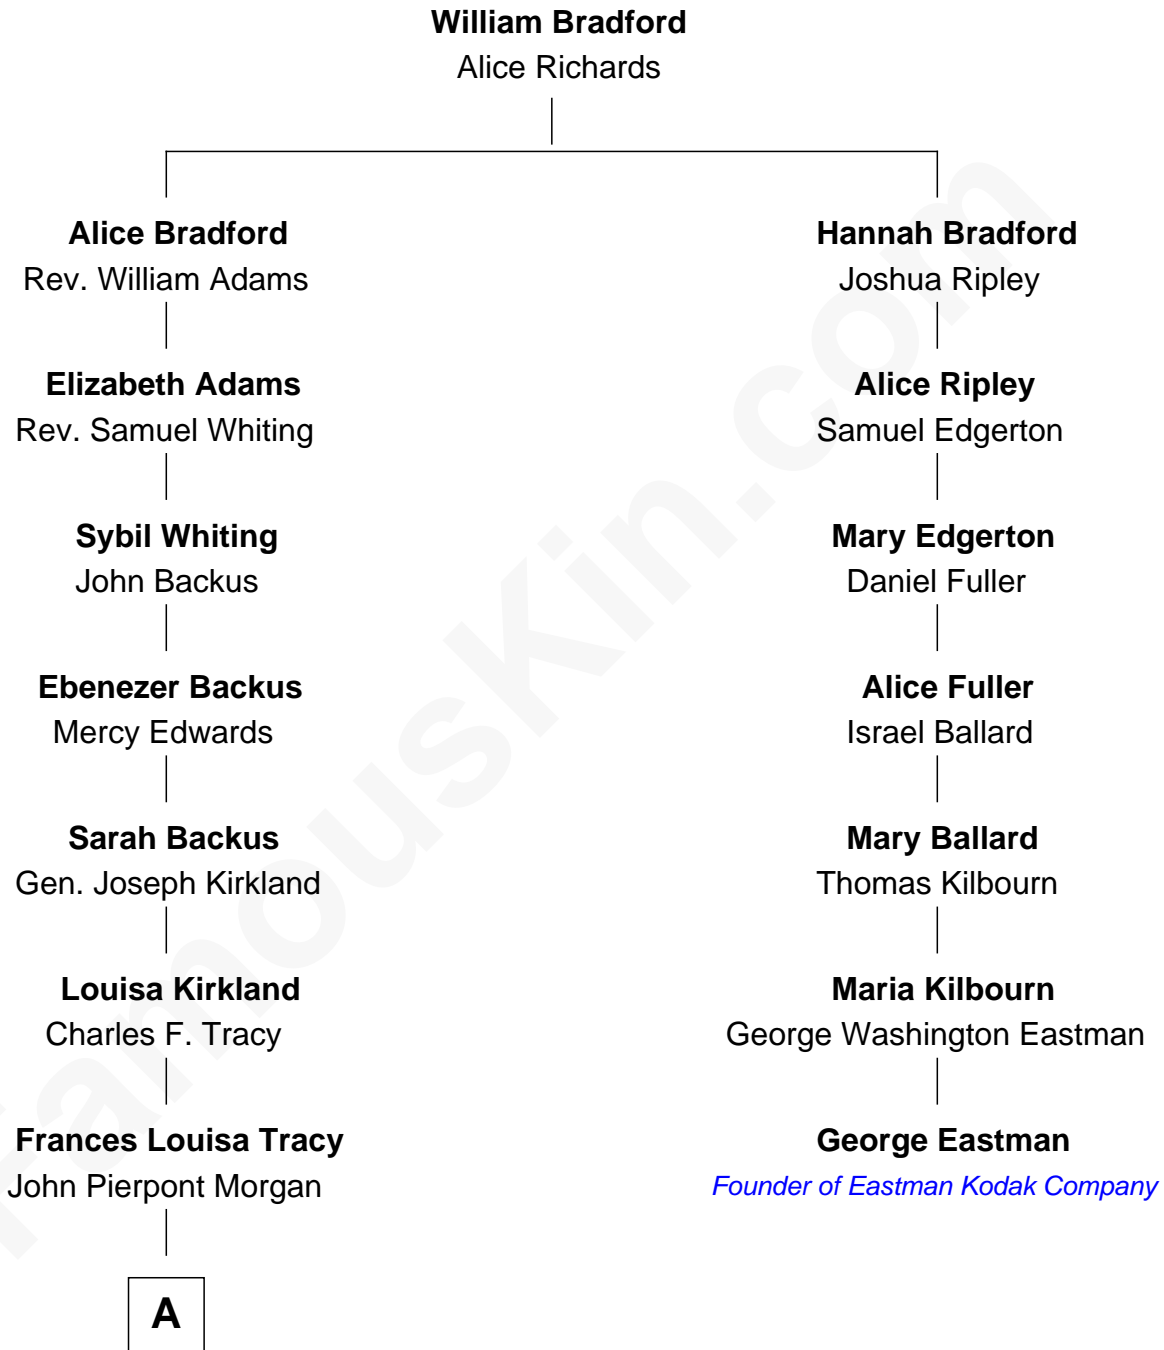 William Bradford
Alice Richards
Alice Bradford
Rev. William Adams
Hannah Bradford
Joshua Ripley
Elizabeth Adams
Rev. Samuel Whiting
Alice Ripley
Samuel Edgerton
Sybil Whiting
John Backus
Mary Edgerton
Daniel Fuller
Ebenezer Backus
Mercy Edwards
Alice Fuller
Israel Ballard
Sarah Backus
Gen. Joseph Kirkland
Mary Ballard
Thomas Kilbourn
Louisa Kirkland
Charles F. Tracy
Maria Kilbourn
George Washington Eastman
Frances Louisa Tracy
John Pierpont Morgan
George Eastman
Founder of Eastman Kodak Company
A
FamousKin.com